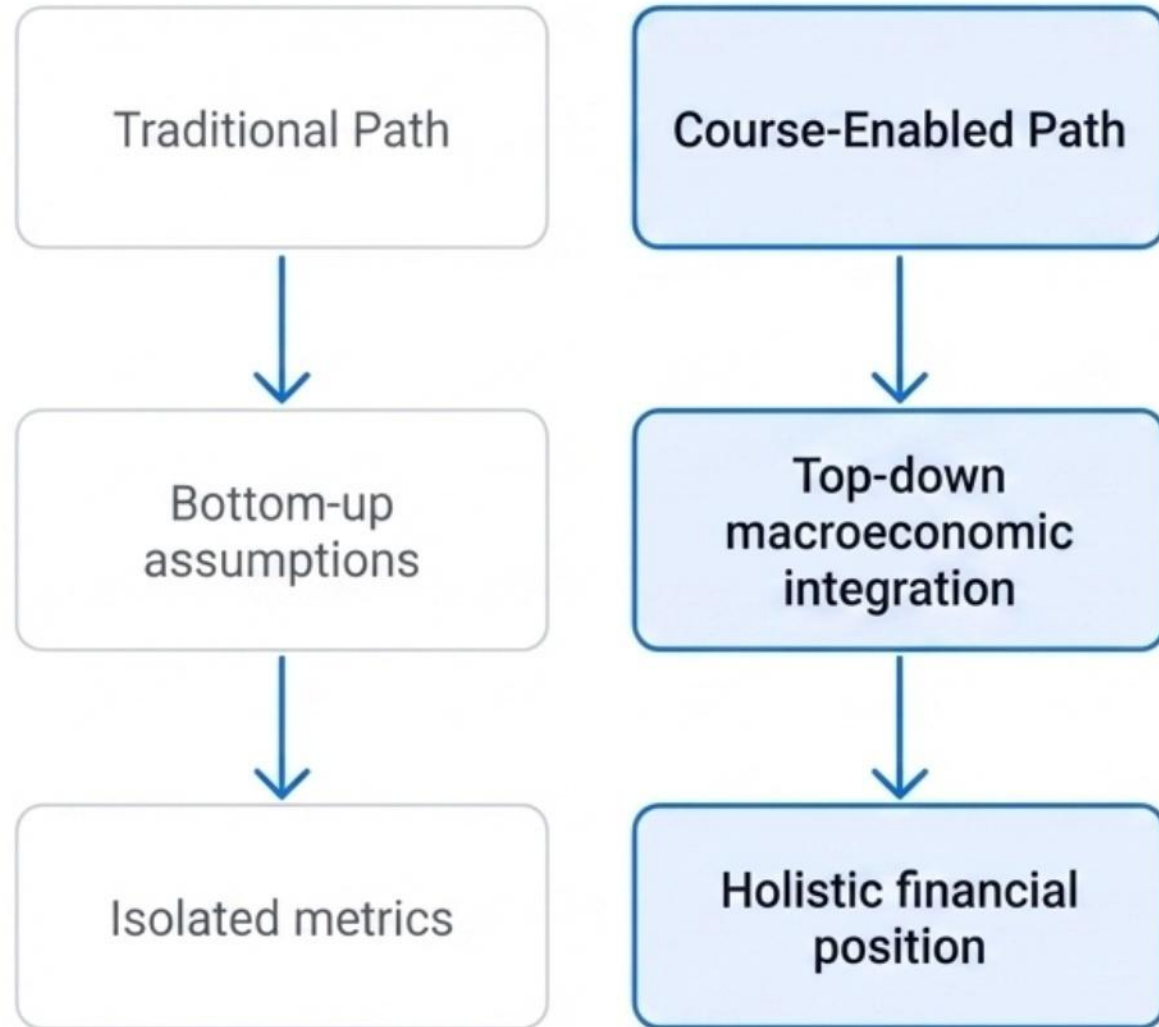 Traditional Path
Course-Enabled Path
Bottom-up
assumptions
Top-down
macroeconomic
integration
Isolated metrics
Holistic financial
position